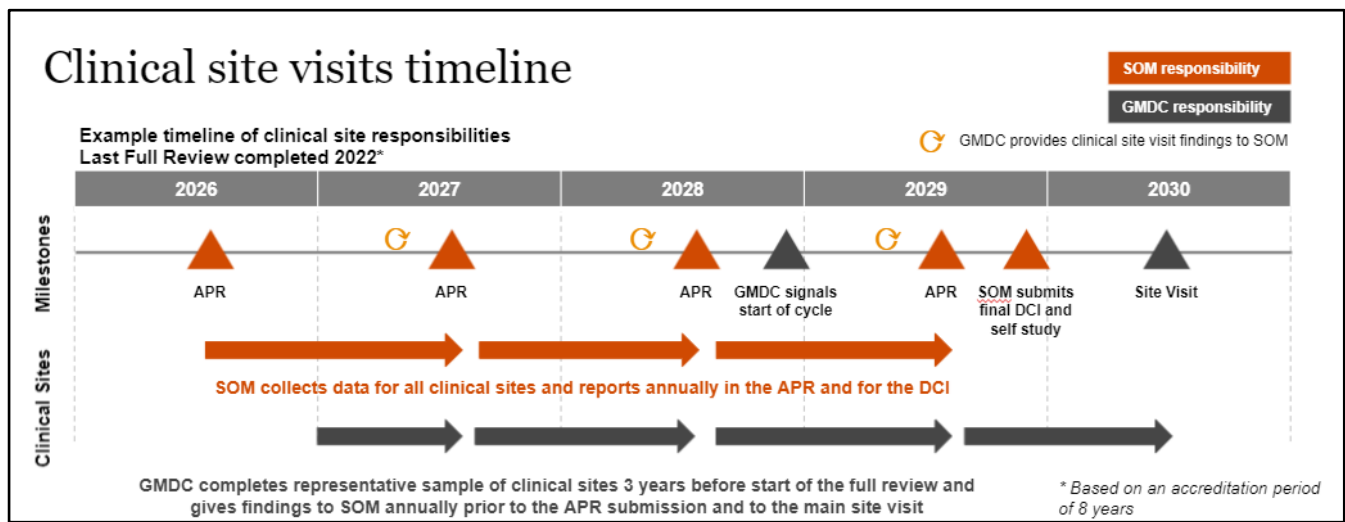 Clinical site visits timeline
SOM responsibility
GMDC responsibility
GMDC provides clinical site visit findings to SOM
Example timeline of clinical site responsibilities
Last Full Review completed 2022*
2026 2027 2028 2029 2030
Milestones
APR
APR
APR
GMDC signals
start of cycle
APR
SOM submits
final DCI and
self study
Site Visit
Clinical Sites
SOM collects data for all clinical sites and reports annually in the APR and for the DCI
GMDC completes representative sample of clinical sites 3 years before start of the full review and
gives findings to SOM annually prior to the APR submission and to the main site visit
* Based on an accreditation period
of 8 years